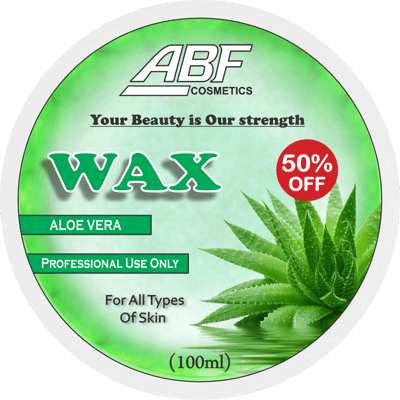 ABF
COSMETICS
Your Beauty is Our strength
WAX
50%
OFF
ALOE VERA
PROFESSIONAL USE ONLY
For All Types
Of Skin
(100ml)